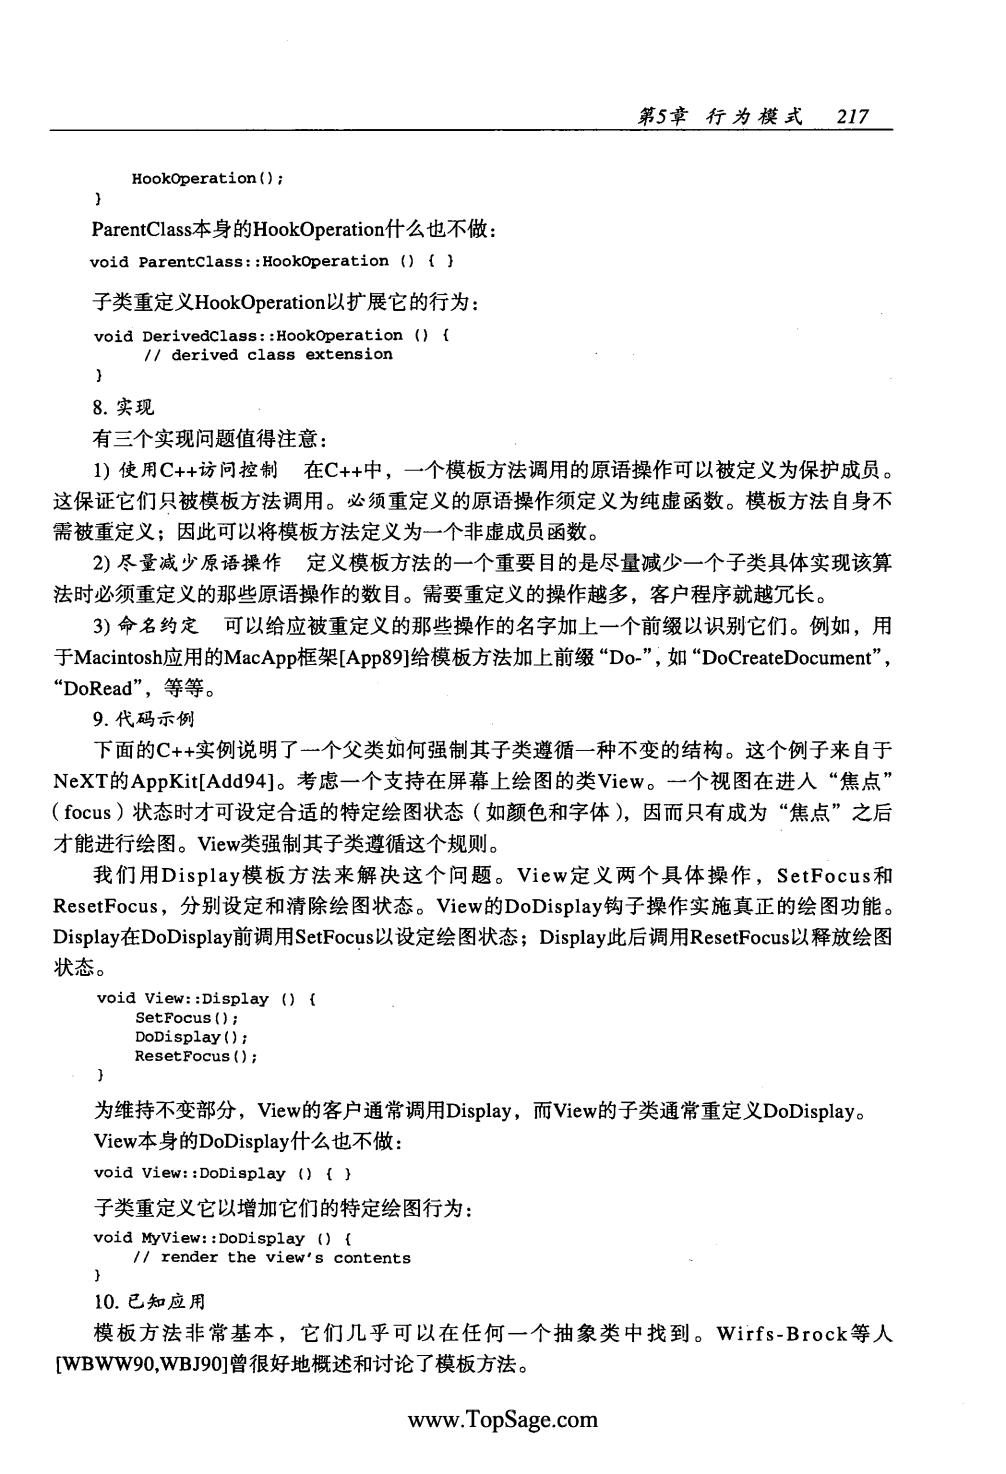 第5章 行为模式 217
HookOperation();
}
ParentClass本身的HookOperation什么也不做：
void ParentClass::HookOperation () { }
子类重定义HookOperation以扩展它的行为：
void DerivedClass::HookOperation () {
// derived class extension
}
8. 实现
有三个实现问题值得注意：
1) 使用C++访问控制 在C++中，一个模板方法调用的原语操作可以被定义为保护成员。
这保证它们只被模板方法调用。必须重定义的原语操作须定义为纯虚函数。模板方法自身不
需被重定义；因此可以将模板方法定义为一个非虚成员函数。
2) 尽量减少原语操作 定义模板方法的一个重要目的是尽量减少一个子类具体实现该算
法时必须重定义的那些原语操作的数目。需要重定义的操作越多，客户程序就越冗长。
3) 命名约定 可以给应被重定义的那些操作的名字加上一个前缀以识别它们。例如，用
于Macintosh应用的MacApp框架[App89]给模板方法加上前缀“Do-”, 如“DoCreateDocument”，
“DoRead”，等等。
9. 代码示例
下面的C++实例说明了一个父类如何强制其子类遵循一种不变的结构。这个例子来自于
NeXT的AppKit[Add94]。考虑一个支持在屏幕上绘图的类View。一个视图在进人“焦点”
（focus）状态时才可设定合适的特定绘图状态（如颜色和字体），因而只有成为“焦点”之后
才能进行绘图。View类强制其子类遵循这个规则。
我们用Display模板方法来解决这个问题。View定义两个具体操作，SetFocus和
ResetFocus，分别设定和清除绘图状态。View的DoDisplay钩子操作实施真正的绘图功能。
Display在DoDisplay前调用SetFocus以设定绘图状态；Display此后调用ResetFocus以释放绘图
状态。
void View::Display () {
SetFocus();
DoDisplay();
ResetFocus();
}
为维持不变部分，View的客户通常调用Display，而View的子类通常重定义DoDisplay。
View本身的DoDisplay什么也不做：
void View::DoDisplay () { }
子类重定义它以增加它们的特定绘图行为：
void MyView::DoDisplay () {
// render the view's contents
}
10. 已知应用
模板方法非常基本，它们几乎可以在任何一个抽象类中找到。Wirfs-Brock等人
[WBWW90,WBJ90]曾很好地概述和讨论了模板方法。
www.TopSage.com